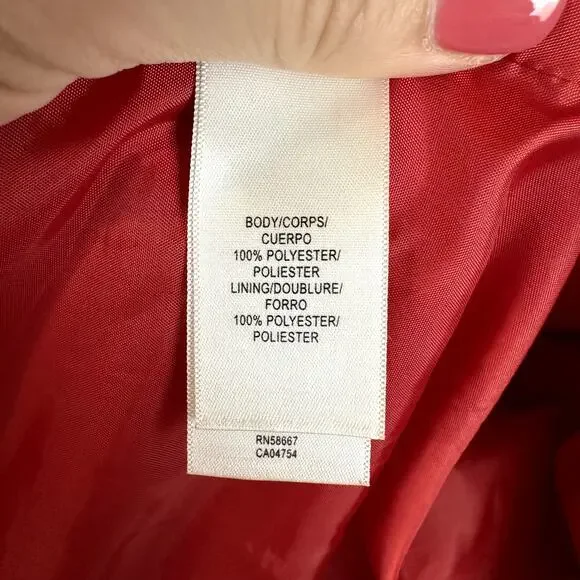 BODY/CORPS/
CUERPO
100% POLYESTER/
POLIESTER
LINING/DOUBLURE/
FORRO
100% POLYESTER/
POLIESTER
RN58667
CA04754